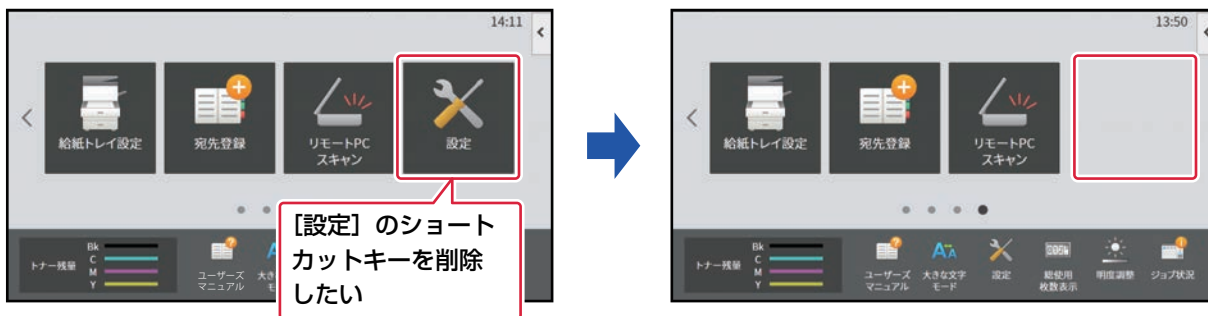 14:11
給紙トレイ設定
宛先登録
リモートPC
スキャン
設定
[設定] のショート
カットキーを削除
したい
トナー残量
Bk
C
M
Y
ユーザーズ
マニュアル
大き
モ
13:50
給紙トレイ設定
宛先登録
リモートPC
スキャン
トナー残量
Bk
C
M
Y
ユーザーズ
マニュアル
大きな文字
モード
設定
総使用
枚数表示
明度調整
ジョブ状況